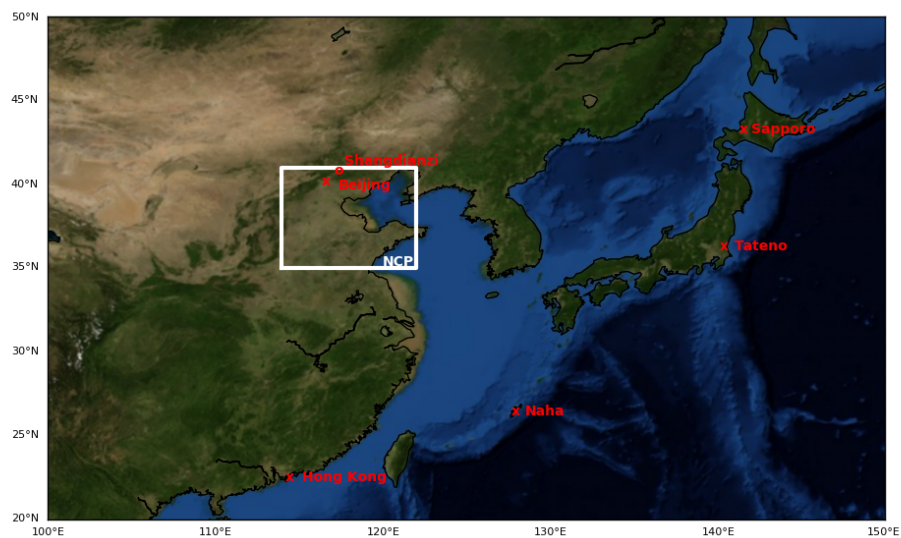 50°N
45°N
x Sapporo
Shangdianzi
40°N
x Beijing
x Tateno
35°N
NCP
30°N
x Naha
25°N
x Hong Kong
20°N
100°E
110°E
120°E
130°E
140°E
150°E